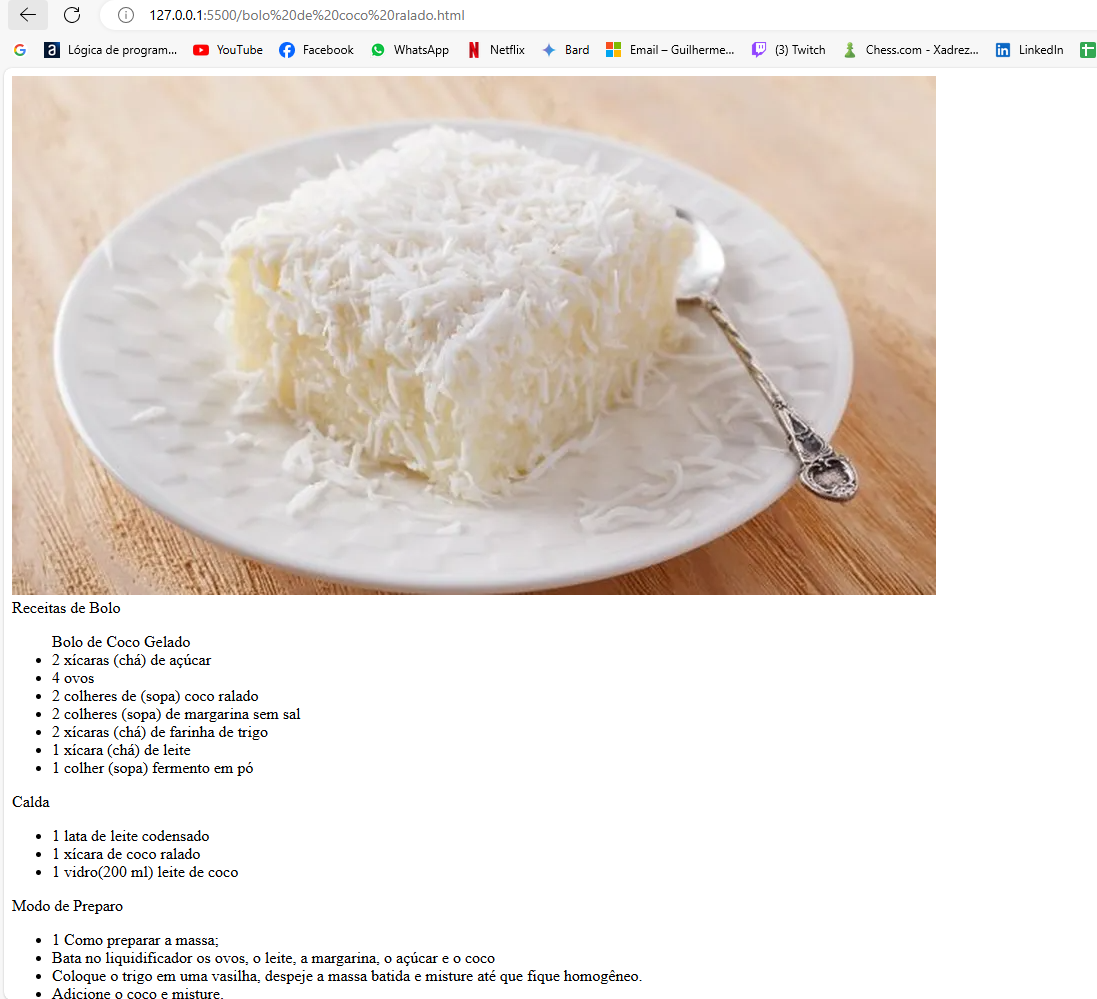 127.0.0.1:5500/bolo%20de%20coco%20ralado.html
Lógica de program... YouTube Facebook WhatsApp Netflix Bard Email – Guilherme... (3) Twitch Chess.com - Xadrez... LinkedIn
Receitas de Bolo
Bolo de Coco Gelado
2 xícaras (chá) de açúcar
4 ovos
2 colheres de (sopa) coco ralado
2 colheres (sopa) de margarina sem sal
2 xícaras (chá) de farinha de trigo
1 xícara (chá) de leite
1 colher (sopa) fermento em pó
Calda
1 lata de leite codensado
1 xícara de coco ralado
1 vidro(200 ml) leite de coco
Modo de Preparo
1 Como preparar a massa;
Bata no liquidificador os ovos, o leite, a margarina, o açúcar e o coco
Coloque o trigo em uma vasilha, despeje a massa batida e misture até que fique homogêneo.
Adicione o coco e misture.